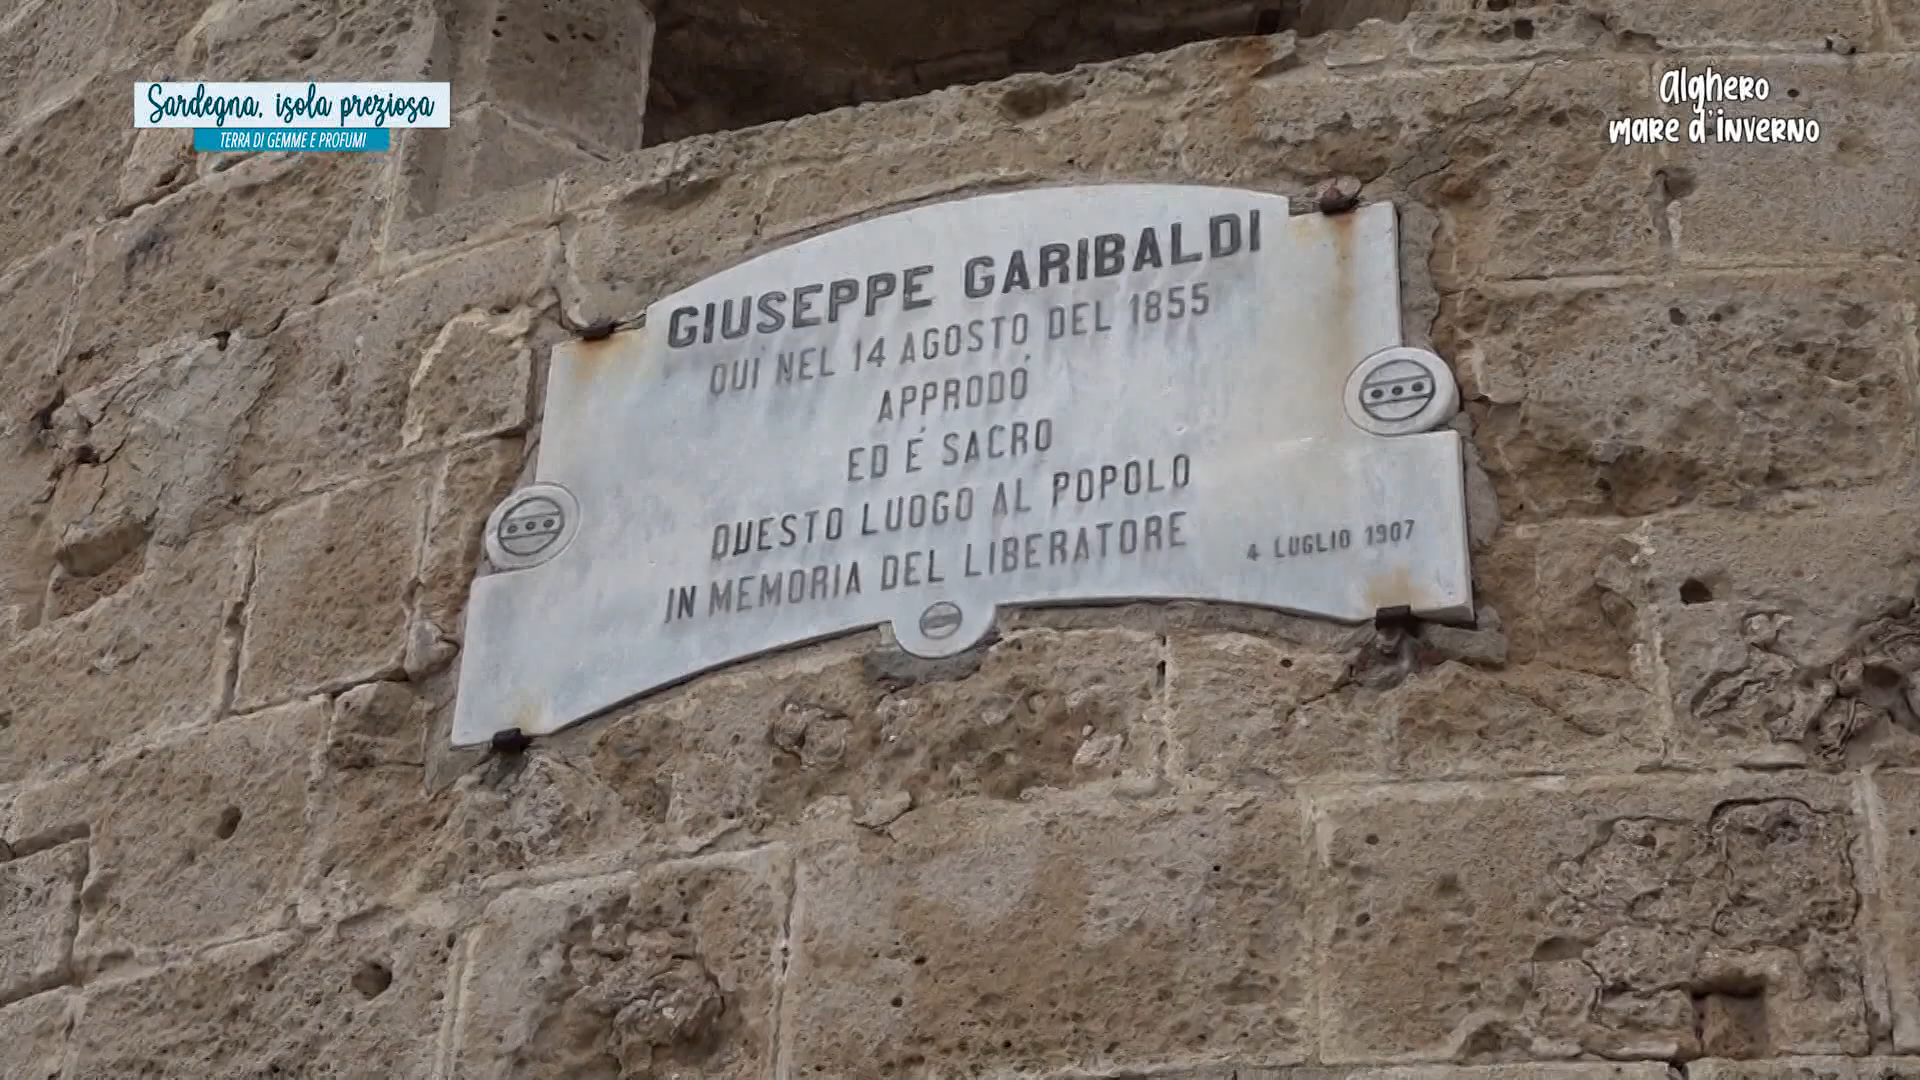 Sardegna, isola preziosa
TERRA DI GEMME E PROFUMI
Alghero
mare d'inverno
GIUSEPPE GARIBALDI
QUI NEL 14 AGOSTO DEL 1855
APPRODÒ
ED È SACRO
QUESTO LUOGO AL POPOLO
IN MEMORIA DEL LIBERATORE
4 LUGLIO 1907